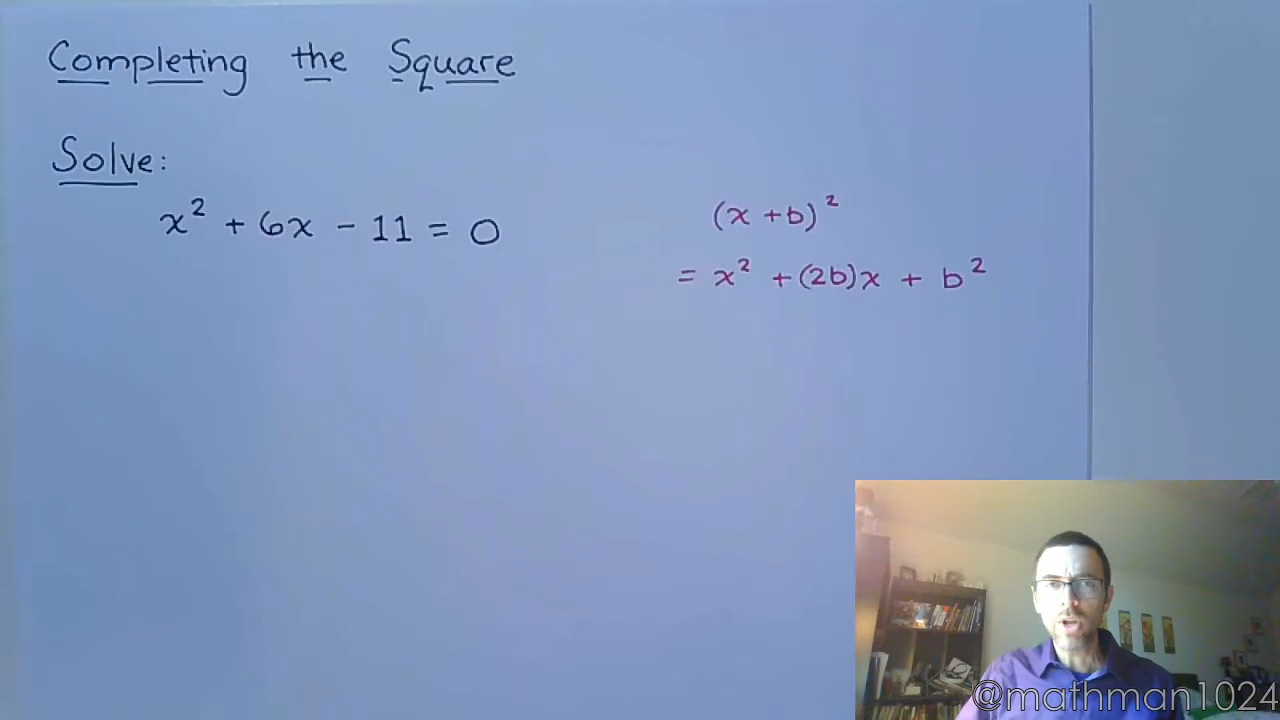 Completing the Square
Solve:
x² + 6x - 11 = 0
(x + b)²
= x² + (2b)x + b²
@mathman1024